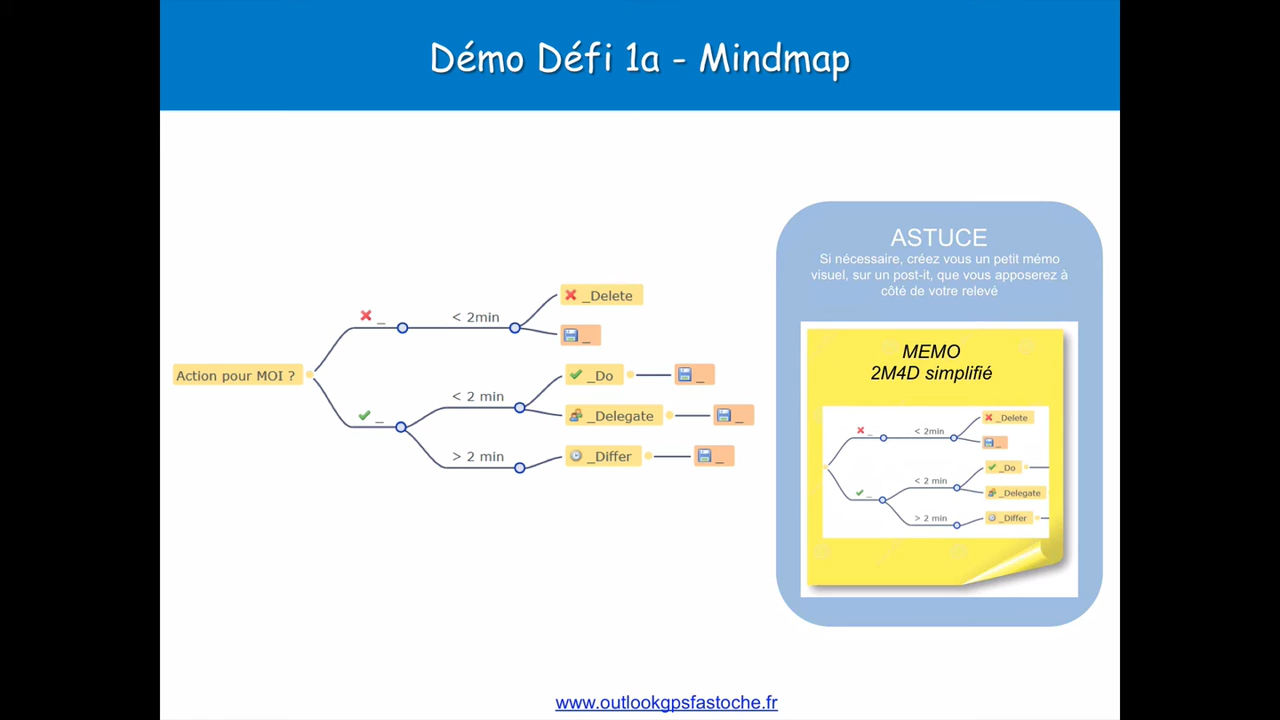 Démo Défi 1a - Mindmap
Action pour MOI ?
_
< 2min
_Delete
_
_
< 2 min
_Do
_
_Delegate
_
> 2 min
_Differ
_
ASTUCE
Si nécessaire, créez vous un petit mémo
visuel, sur un post-it, que vous apposerez à
côté de votre relevé
MEMO
2M4D simplifié
_
< 2min
_Delete
_
_
< 2 min
_Do
_Delegate
> 2 min
_Differ
www.outlookgpsfastoche.fr